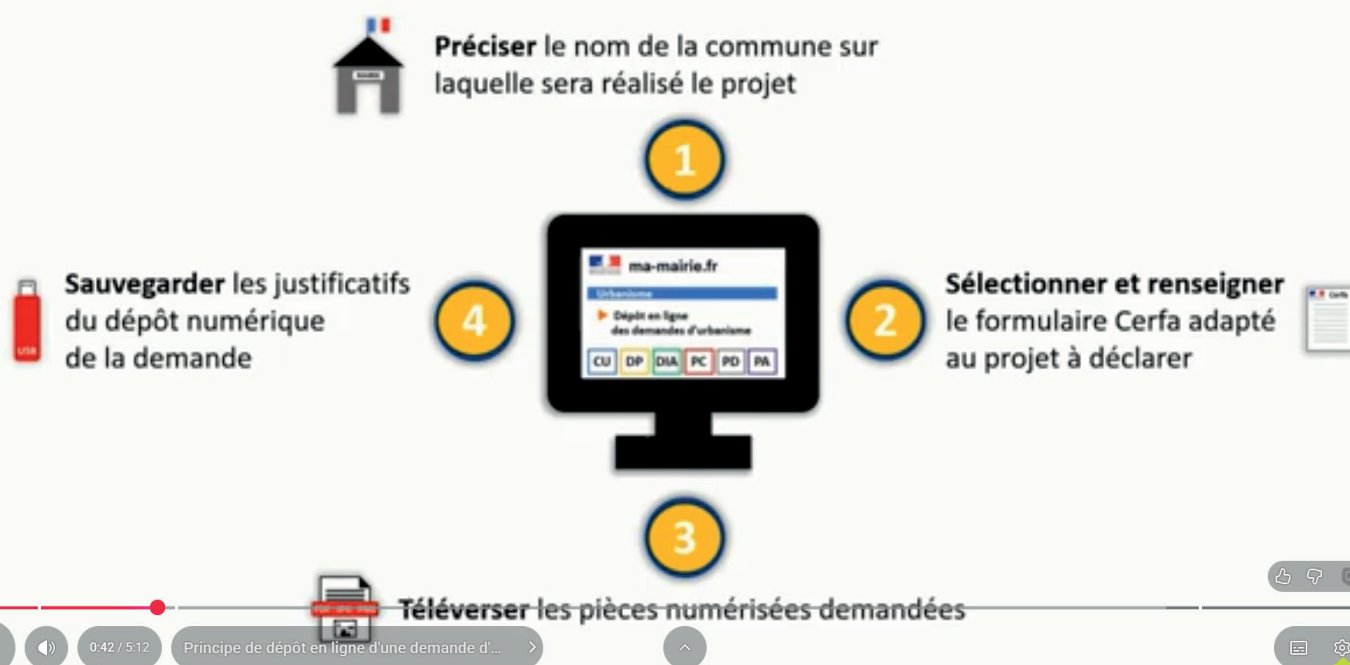 MAIRIE
Préciser le nom de la commune sur
laquelle sera réalisé le projet
1
ma-mairie.fr
Urbanisme
Dépôt en ligne
des demandes d'urbanisme
CU DP DIA PC PD PA
2
Sélectionner et renseigner
le formulaire Cerfa adapté
au projet à déclarer
Cerfa
3
Téléverser les pièces numérisées demandées
4
Sauvegarder les justificatifs
du dépôt numérique
de la demande
USB
0:42 / 5:12
Principe de dépôt en ligne d'une demande d'...